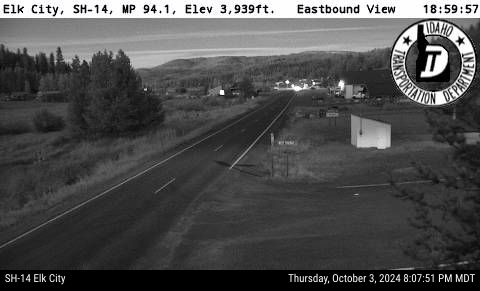 Elk City, SH-14, MP 94.1, Elev 3,939ft. Eastbound View 18:59:57
IDAHO
TRANSPORTATION DEPARTMENT
SH-14 Elk City Thursday, October 3, 2024 8:07:51 PM MDT